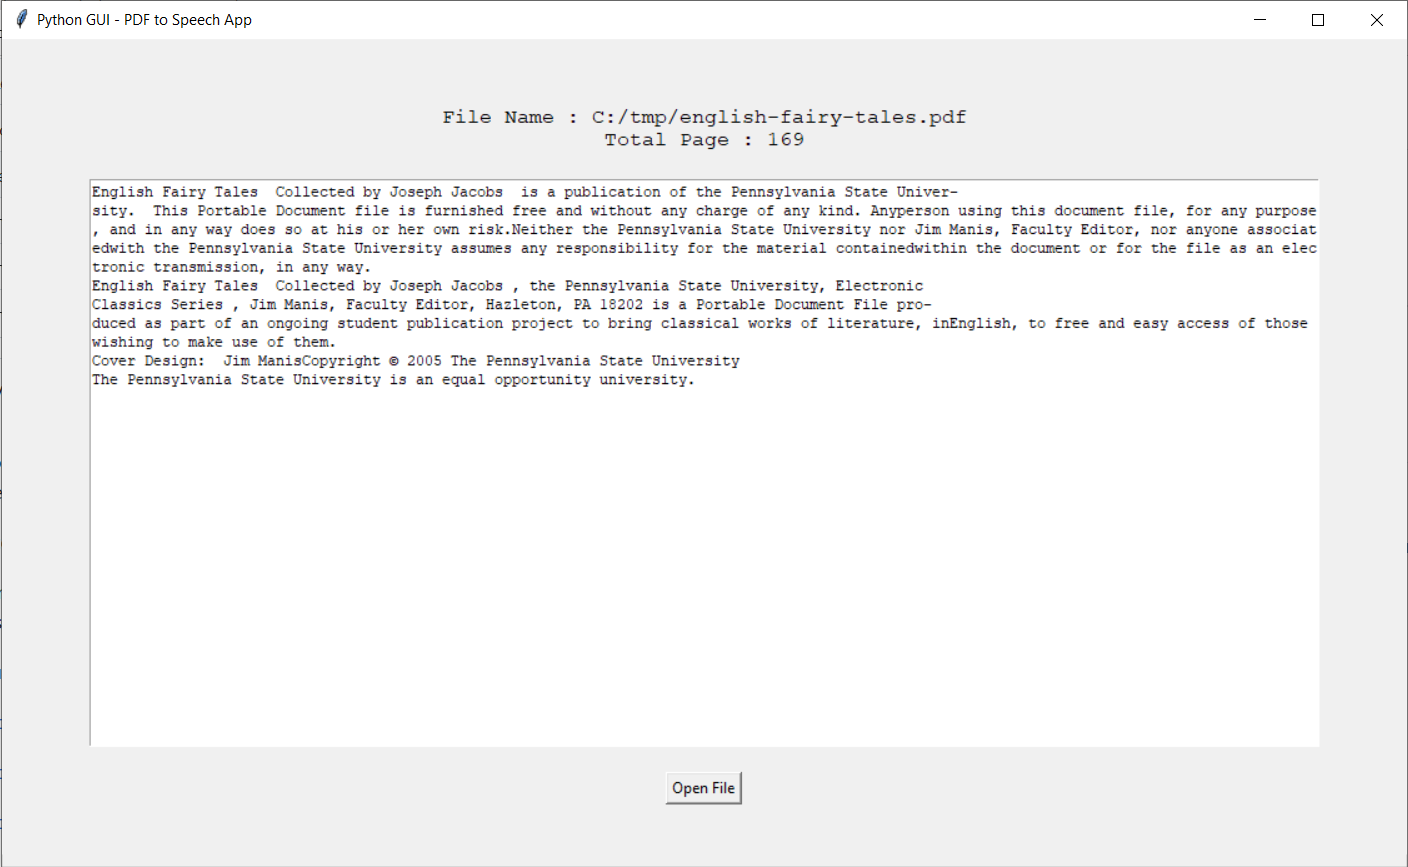 Python GUI - PDF to Speech App
File Name : C:/tmp/english-fairy-tales.pdf
Total Page : 169
English Fairy Tales  Collected by Joseph Jacobs  is a publication of the Pennsylvania State Univer-
sity.  This Portable Document file is furnished free and without any charge of any kind. Anyperson using this document file, for any purpose
, and in any way does so at his or her own risk.Neither the Pennsylvania State University nor Jim Manis, Faculty Editor, nor anyone associat
edwith the Pennsylvania State University assumes any responsibility for the material containedwithin the document or for the file as an elec
tronic transmission, in any way.
English Fairy Tales  Collected by Joseph Jacobs , the Pennsylvania State University, Electronic
Classics Series , Jim Manis, Faculty Editor, Hazleton, PA 18202 is a Portable Document File pro-
duced as part of an ongoing student publication project to bring classical works of literature, inEnglish, to free and easy access of those
wishing to make use of them.
Cover Design:  Jim ManisCopyright © 2005 The Pennsylvania State University
The Pennsylvania State University is an equal opportunity university.
Open File